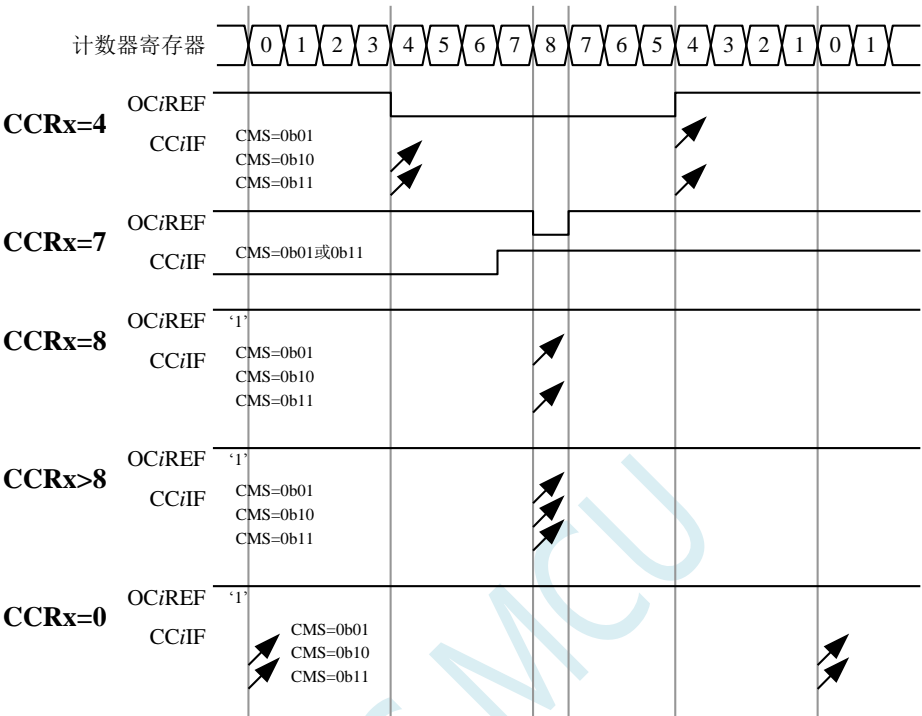 计数器寄存器 0 1 2 3 4 5 6 7 8 7 6 5 4 3 2 1 0 1
OCiREF
CCRx=4
CCiIF
CMS=0b01
CMS=0b10
CMS=0b11
OCiREF
CCRx=7
CCiIF
CMS=0b01或0b11
OCiREF ‘1’
CCRx=8
CCiIF
CMS=0b01
CMS=0b10
CMS=0b11
OCiREF ‘1’
CCRx>8
CCiIF
CMS=0b01
CMS=0b10
CMS=0b11
OCiREF ‘1’
CCRx=0
CCiIF
CMS=0b01
CMS=0b10
CMS=0b11
MCU